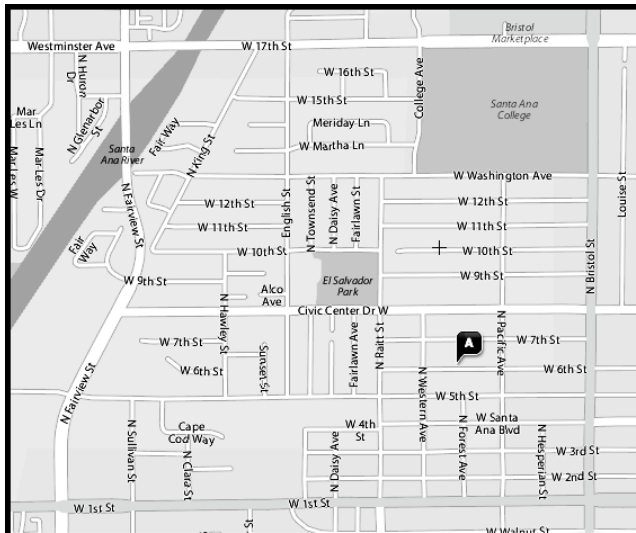 Bristol
Marketplace
Westminster Ave
W 17th St
N Huron
Dr
W 16th St
College Ave
W 15th St
Santa Ana
College
Mar
Les Ln
N Glenarbor
St
Meriday Ln
Fair Way
Santa
Ana River
W Martha Ln
N King St
Mar Les Dr
W Washington Ave
Louise St
N Fairview St
W 12th St
English St
N Townsend St
N Daisy Ave
Fairlawn St
W 12th St
W 11th St
W 11th St
Fair
Way
W 10th St
W 10th St
N Bristol St
W 9th St
El Salvador
Park
W 9th St
Alco
Ave
N Hawley St
Civic Center Dr W
N Pacific Ave
W 7th St
Sunset St
Fairlawn Ave
N Raitt St
A
W 7th St
W 6th St
W 6th St
N Fairview St
N Western Ave
W 5th St
N Sullivan St
Cape
Cod Way
W 4th
St
N Forest Ave
W Santa
Ana Blvd
N Hesperian St
N Clara St
N Daisy Ave
W 3rd St
W 2nd St
W 1st St
W 1st St
St
W Walnut St